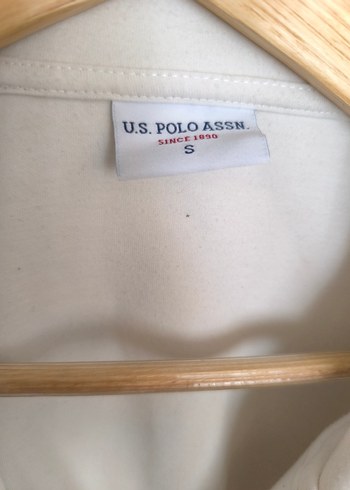 U.S. POLO ASSN.
SINCE 1890
S